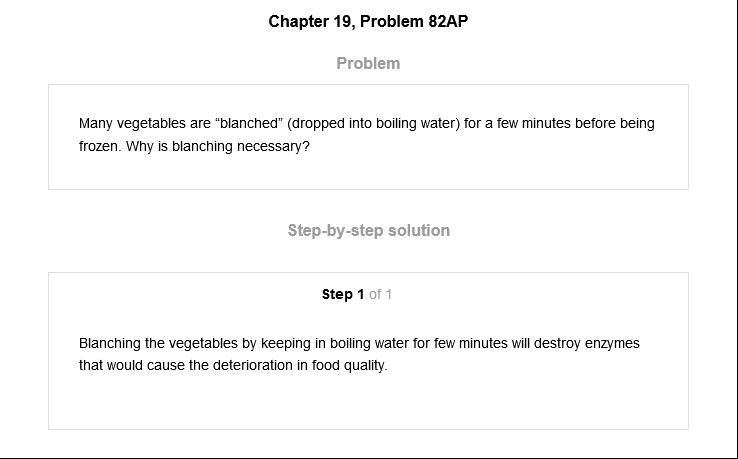 Chapter 19, Problem 82AP
Problem
Many vegetables are “blanched” (dropped into boiling water) for a few minutes before being
frozen. Why is blanching necessary?
Step-by-step solution
Step 1 of 1
Blanching the vegetables by keeping in boiling water for few minutes will destroy enzymes
that would cause the deterioration in food quality.